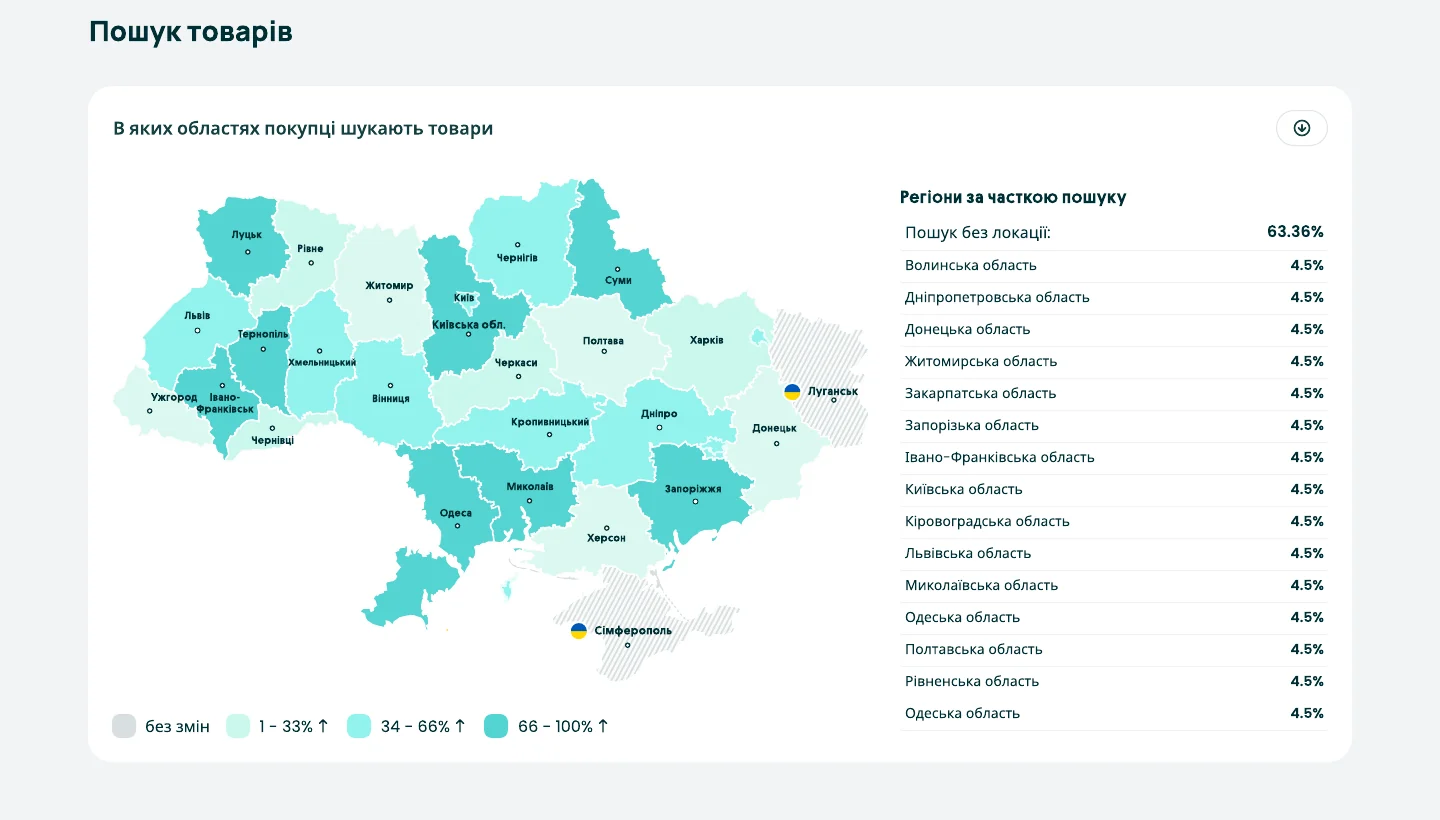 Пошук товарів
В яких областях покупці шукають товари
Луцьк
Рівне
Житомир
Чернігів
Суми
Київ
Київська обл.
Львів
Тернопіль
Хмельницький
Полтава
Харків
Черкаси
Ужгород
Івано-
Франківськ
Вінниця
Луганськ
Чернівці
Кропивницький
Дніпро
Донецьк
Миколаїв
Запоріжжя
Одеса
Херсон
Сімферополь
без змін
1 - 33% ↑
34 - 66% ↑
66 - 100% ↑
Регіони за часткою пошуку
Пошук без локації: 63.36%
Волинська область 4.5%
Дніпропетровська область 4.5%
Донецька область 4.5%
Житомирська область 4.5%
Закарпатська область 4.5%
Запорізька область 4.5%
Івано-Франківська область 4.5%
Київська область 4.5%
Кіровоградська область 4.5%
Львівська область 4.5%
Миколаївська область 4.5%
Одеська область 4.5%
Полтавська область 4.5%
Рівненська область 4.5%
Одеська область 4.5%